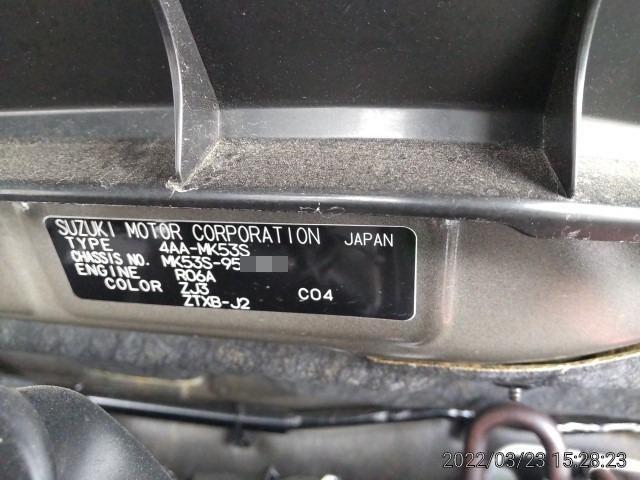 SUZUKI MOTOR CORPORATION JAPAN
TYPE 4AA-MK53S
CHASSIS NO. MK53S-95
ENGINE R06A
COLOR ZJ3 C04
ZTXB-J2
2022/03/23 15:28:23